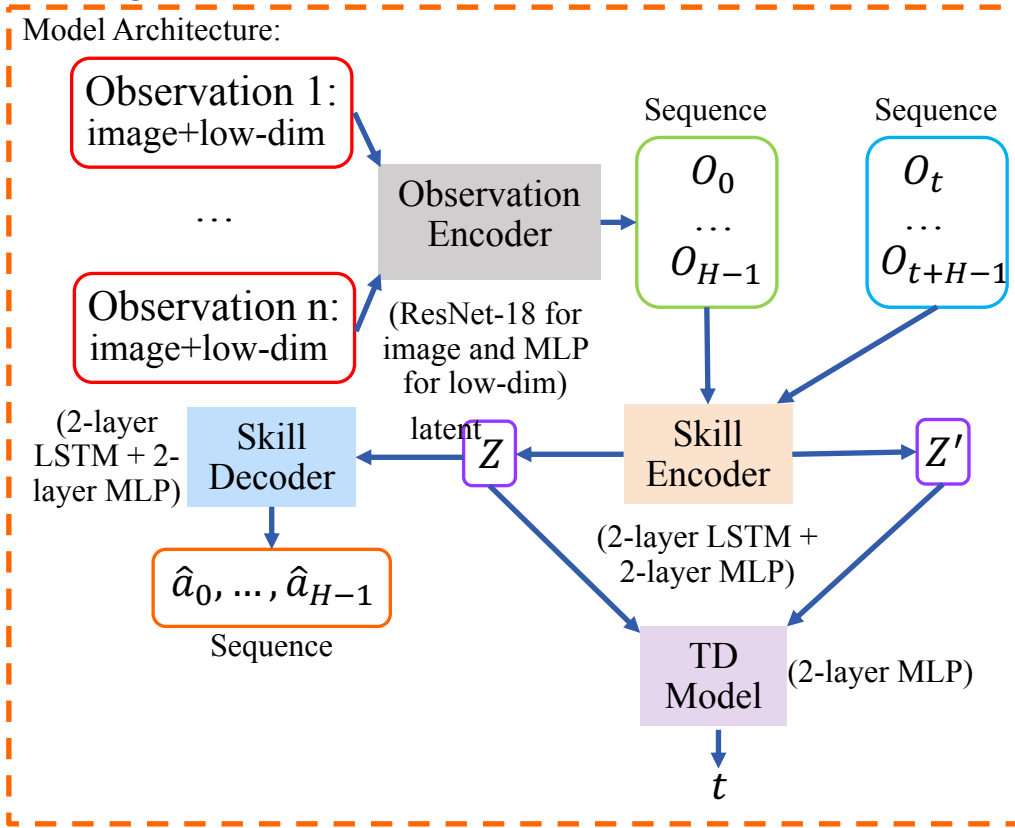 Model Architecture:
Observation 1:
image+low-dim
...
Observation n:
image+low-dim
Observation
Encoder
(ResNet-18 for
image and MLP
for low-dim)
Sequence
O_0
...
O_{H-1}
Sequence
O_t
...
O_{t+H-1}
(2-layer
LSTM + 2-
layer MLP)
Skill
Decoder
latent
Z
Skill
Encoder
Z'
(2-layer LSTM +
2-layer MLP)
â_0, ..., â_{H-1}
Sequence
TD
Model
(2-layer MLP)
t